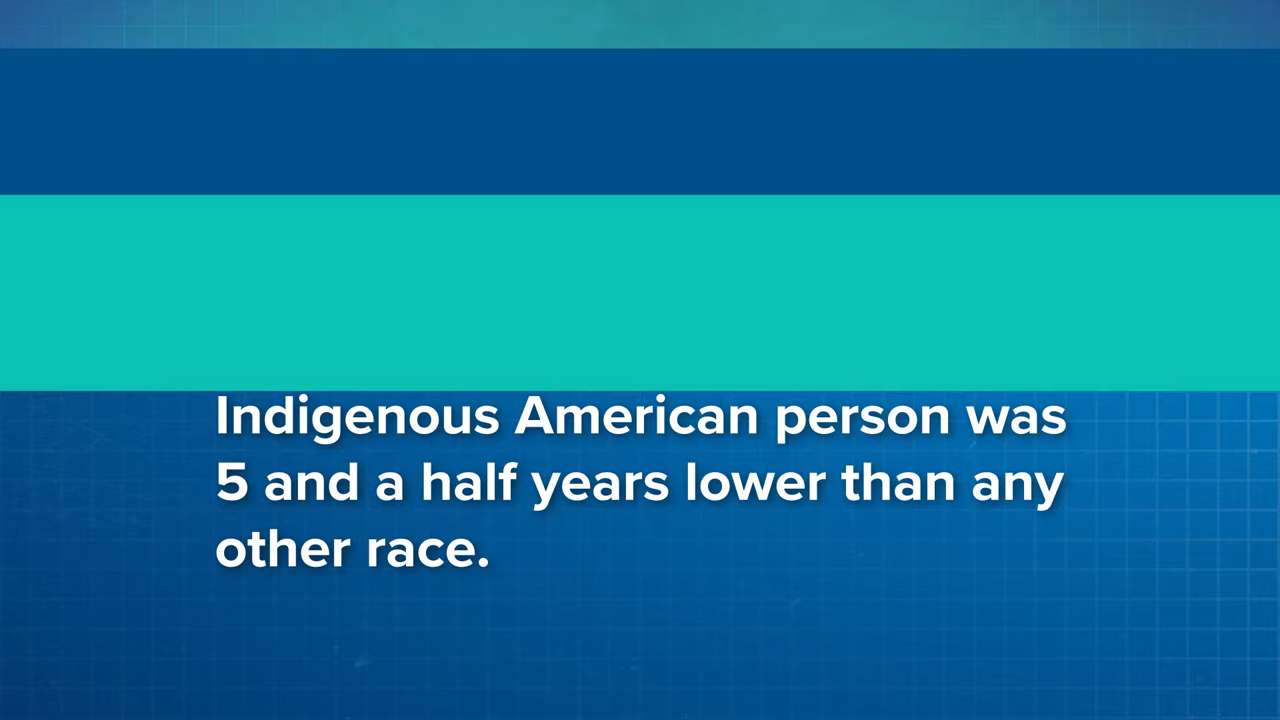 Indigenous American person was
5 and a half years lower than any
other race.